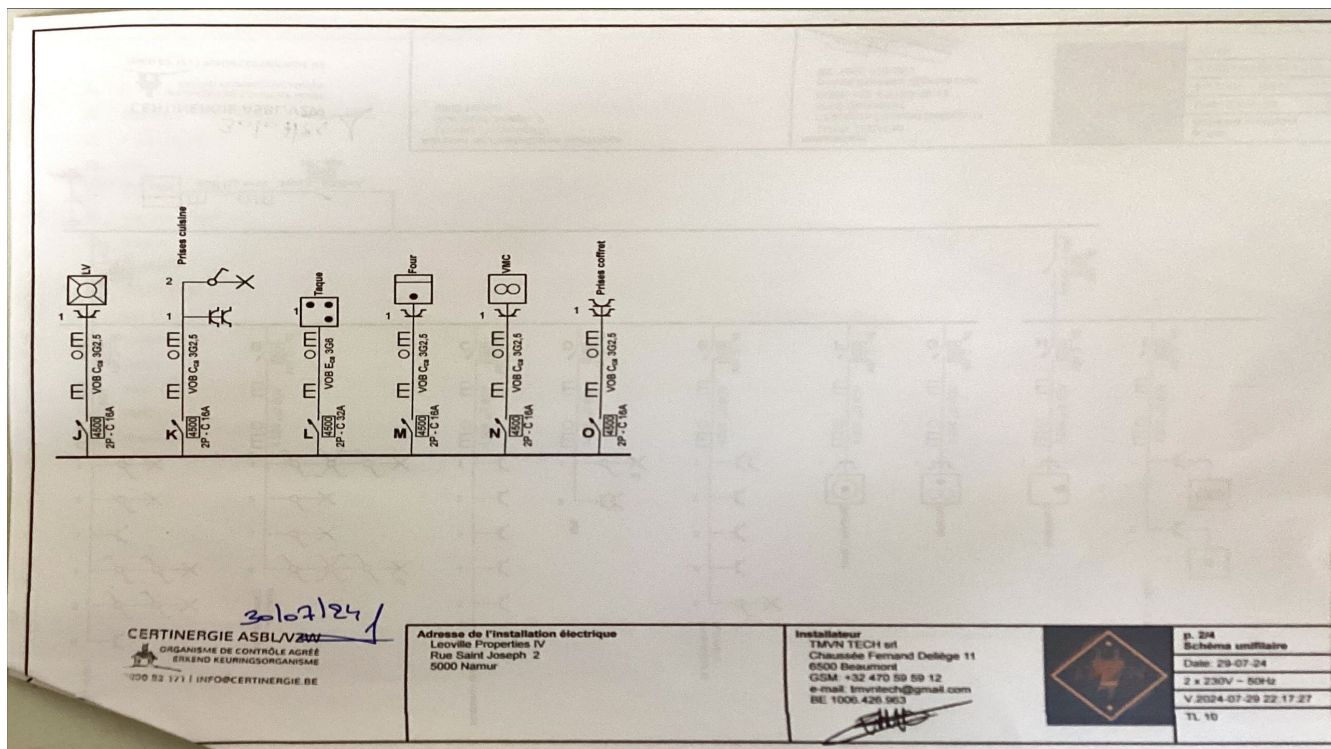 LV
1
VOB Cca 3G2,5
J
4500
2P - C 16A
Prises cuisine
2
1
VOB Cca 3G2,5
K
4500
2P - C 16A
Taque
1
VOB Eca 3G6
L
4500
2P - C 32A
Four
1
VOB Cca 3G2,5
M
4500
2P - C 16A
VMC
1
VOB Cca 3G2,5
N
4500
2P - C 16A
Prises coffret
1
VOB Cca 3G2,5
O
4500
2P - C 16A
30/07/24
CERTINERGIE ASBL/VZW
ORGANISME DE CONTRÔLE AGRÉÉ
ERKEND KEURINGSORGANISME
INFO@CERTINERGIE.BE
Adresse de l'installation électrique
Leoville Properties IV
Rue Saint Joseph 2
5000 Namur
Installateur
TMVN TECH srl
Chaussée Fernand Deliège 11
6500 Beaumont
GSM: +32 470 59 59 12
e-mail: tmvntech@gmail.com
BE 1006.426.963
p. 2/4
Schéma unifilaire
Date: 29-07-24
2 x 230V ~ 50Hz
V.2024-07-29 22:17:27
TL 10